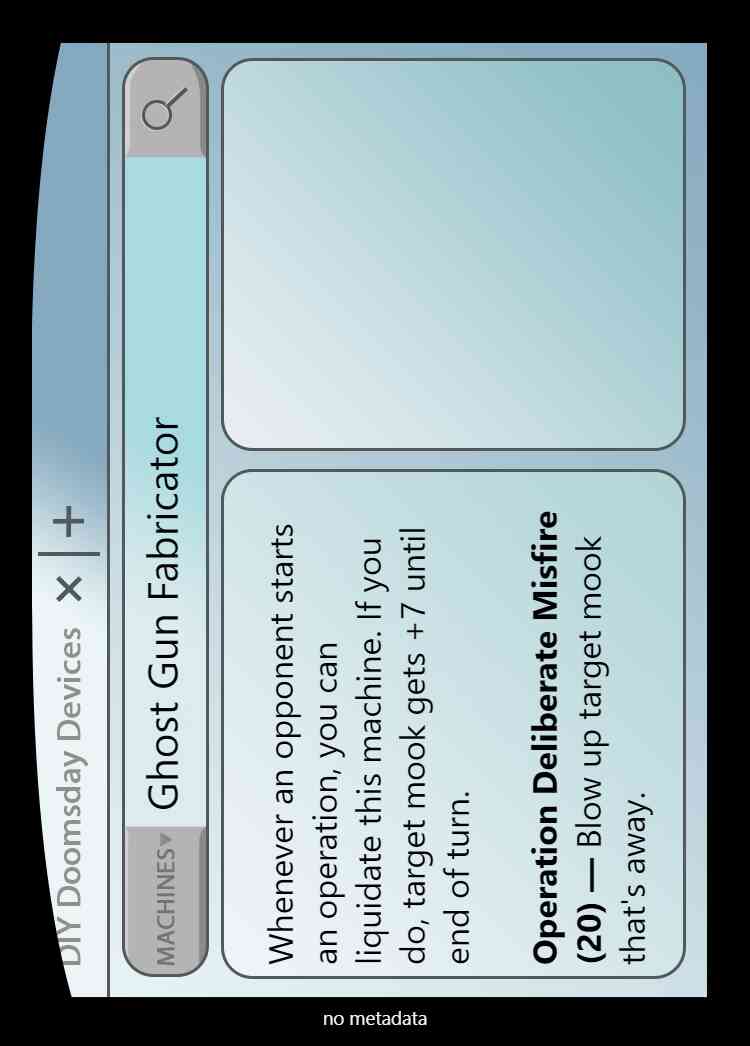 DIY Doomsday Devices × | +
MACHINES▾ Ghost Gun Fabricator
Whenever an opponent starts
an operation, you can
liquidate this machine. If you
do, target mook gets +7 until
end of turn.
Operation Deliberate Misfire
(20) — Blow up target mook
that's away.
no metadata